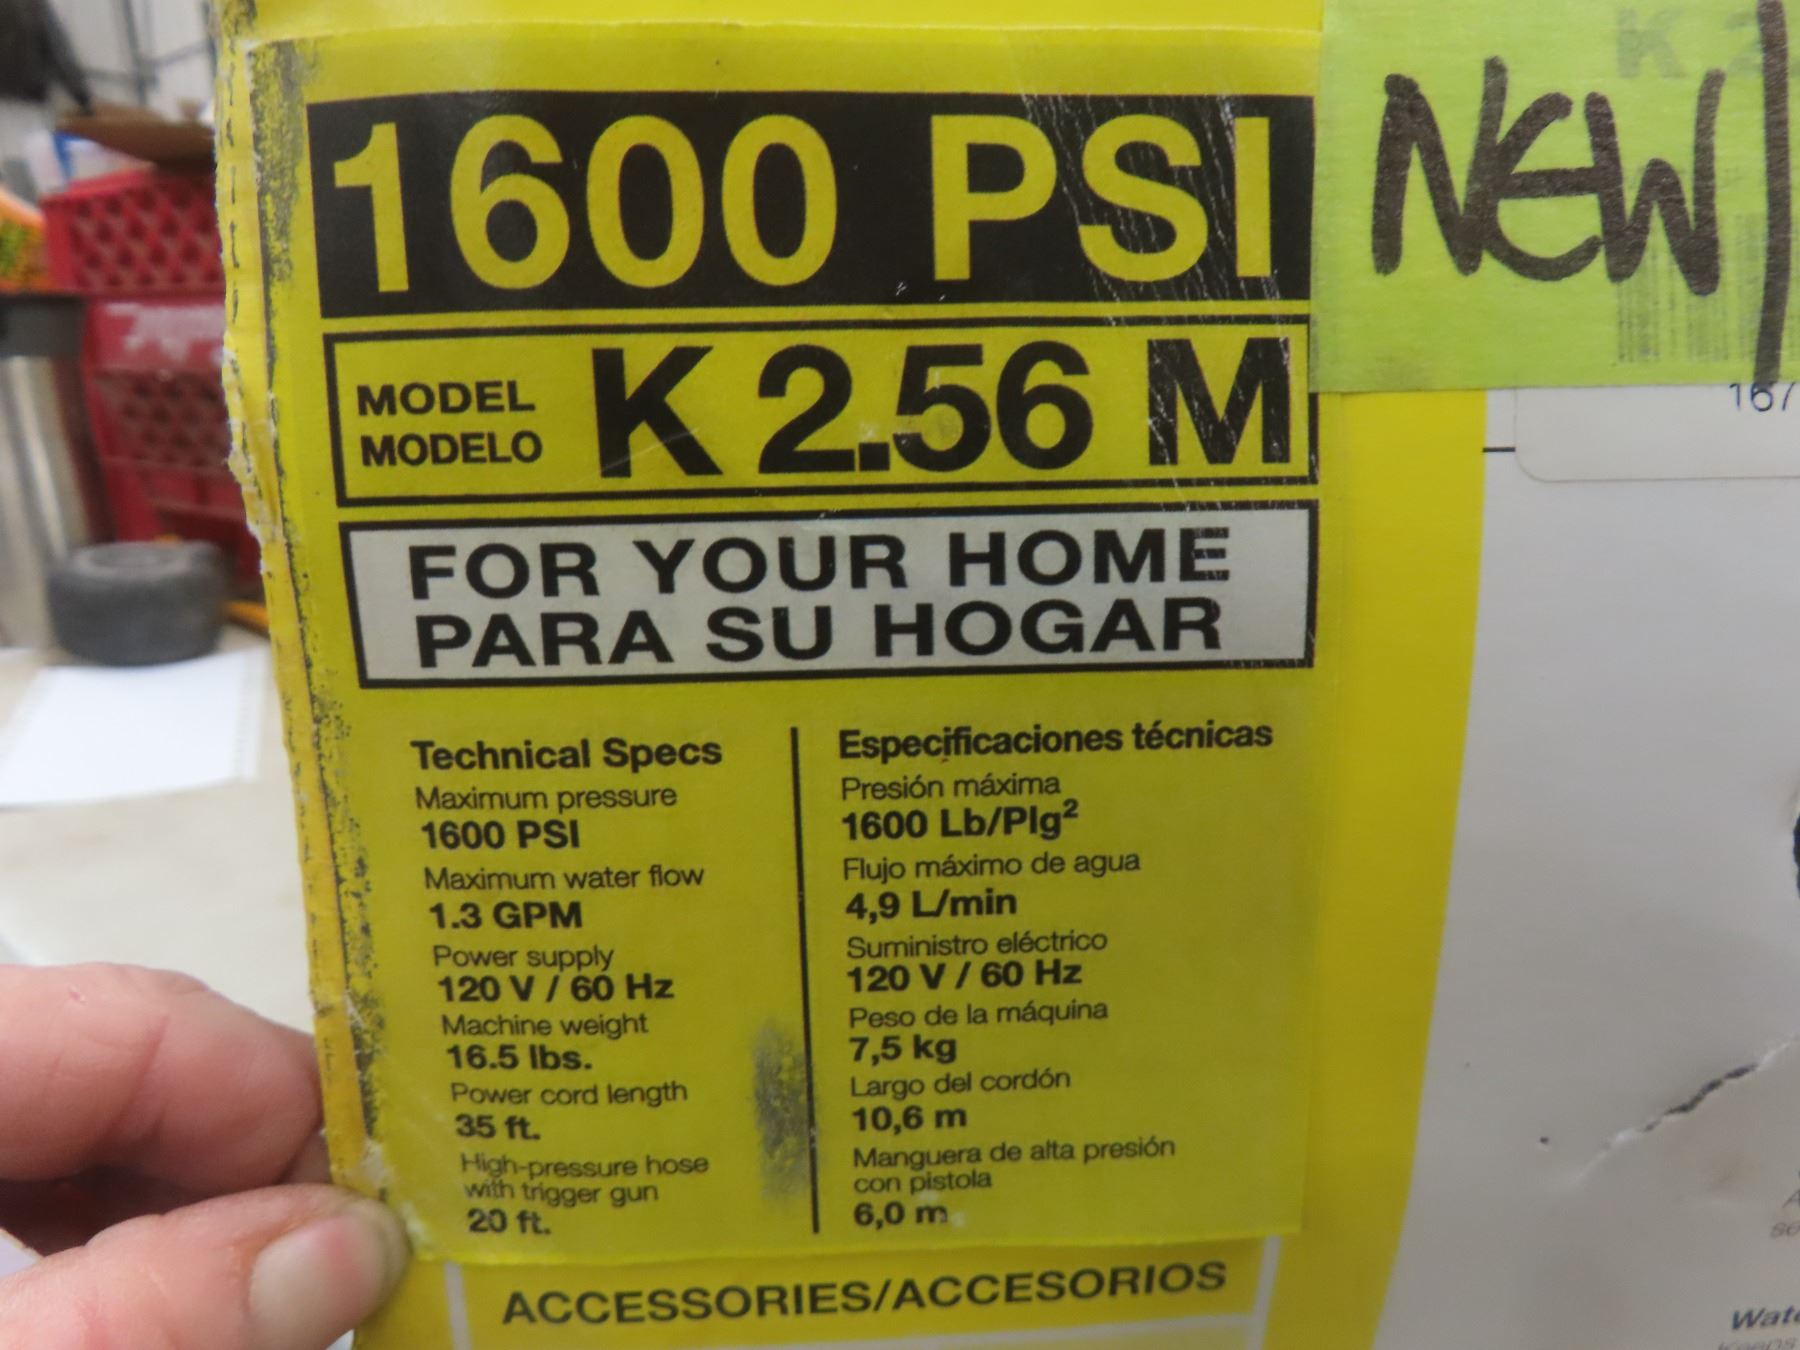 1600 PSI
NEW
MODEL
MODELO
K 2.56 M
167
FOR YOUR HOME
PARA SU HOGAR
Technical Specs
Maximum pressure
1600 PSI
Maximum water flow
1.3 GPM
Power supply
120 V / 60 Hz
Machine weight
16.5 lbs.
Power cord length
35 ft.
High-pressure hose
with trigger gun
20 ft.
Especificaciones técnicas
Presión máxima
1600 Lb/Plg²
Flujo máximo de agua
4,9 L/min
Suministro eléctrico
120 V / 60 Hz
Peso de la máquina
7,5 kg
Largo del cordón
10,6 m
Manguera de alta presión
con pistola
6,0 m
ACCESSORIES/ACCESORIOS